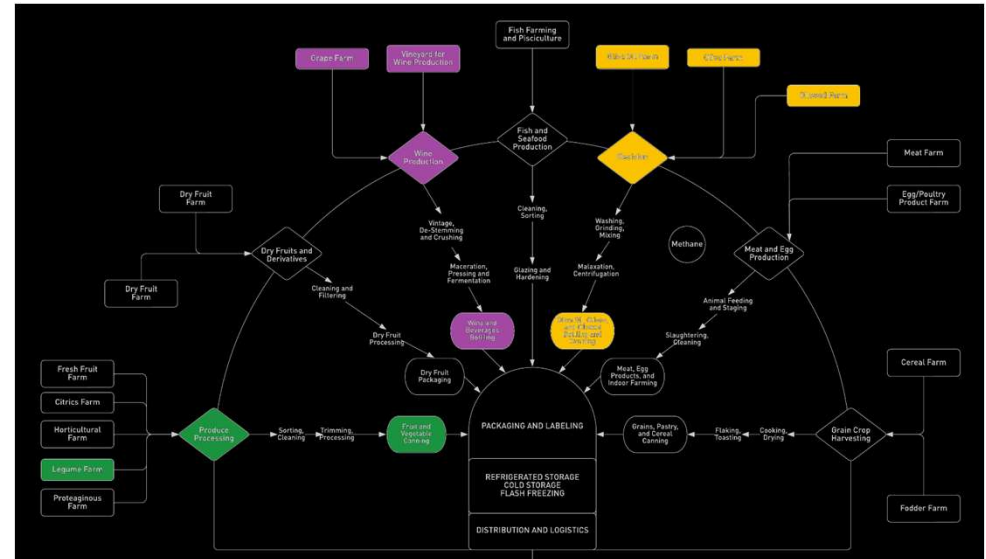 Fish Farming
and Pisciculture
Grape Farm
Vineyard for
Wine Production
Olive Farm
Meat Farm
Egg/Poultry
Product Farm
Fish and
Seafood
Production
Wine
Production
Dry Fruit
Farm
Dry Fruit
Farm
Dry Fruits and
Derivatives
Cleaning and
Filtering
Dry Fruit
Processing
Dry Fruit
Packaging
Vintage,
De-Stemming
and Crushing
Maceration,
Pressing and
Fermentation
Wine and
Beverages
Bottling
Cleaning,
Sorting
Glazing and
Hardening
Washing,
Grinding,
Mixing
Malaxation,
Centrifugation
Methane
Meat and Egg
Production
Animal Feeding
and Staging
Slaughtering,
Cleaning
Meat, Egg
Products, and
Indoor Farming
Fresh Fruit
Farm
Citrics Farm
Horticultural
Farm
Legume Farm
Proteaginous
Farm
Produce
Processing
Sorting,
Cleaning
Trimming,
Processing
Fruit and
Vegetable
Canning
PACKAGING AND LABELING
Grains, Pastry,
and Cereal
Canning
Flaking,
Toasting
Cooking,
Drying
Grain Crop
Harvesting
Cereal Farm
Fodder Farm
REFRIGERATED STORAGE
COLD STORAGE
FLASH FREEZING
DISTRIBUTION AND LOGISTICS